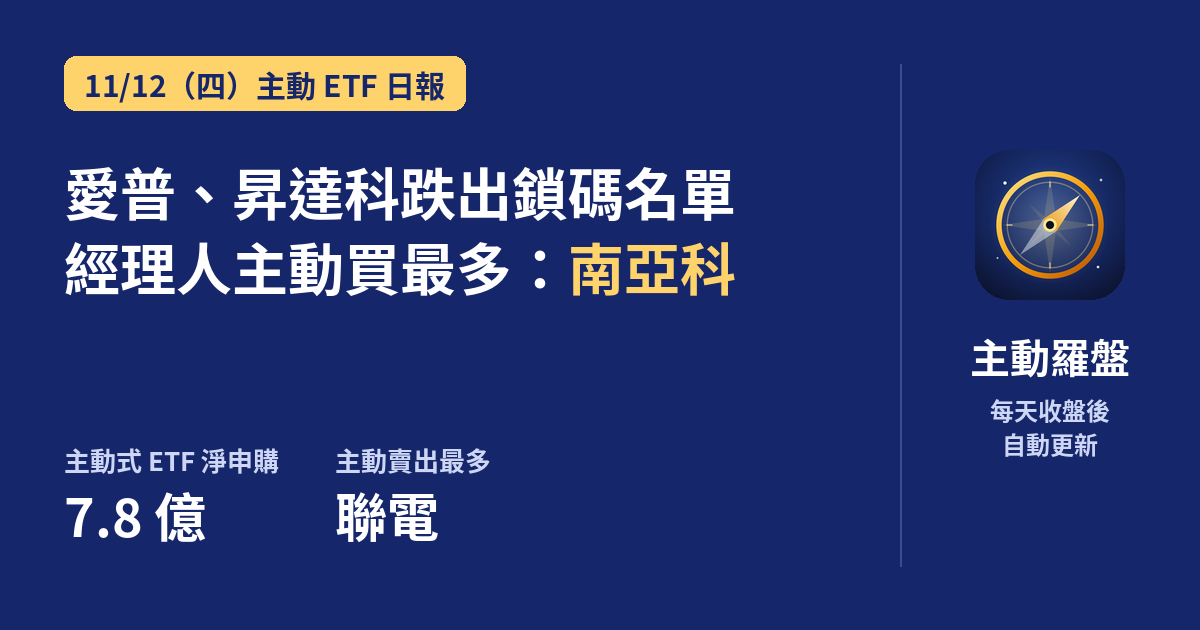 11/12（四）主動 ETF 日報
愛普、昇達科跌出鎖碼名單
經理人主動買最多：南亞科
主動式 ETF 淨申購
7.8 億
主動賣出最多
聯電
主動羅盤
每天收盤後
自動更新